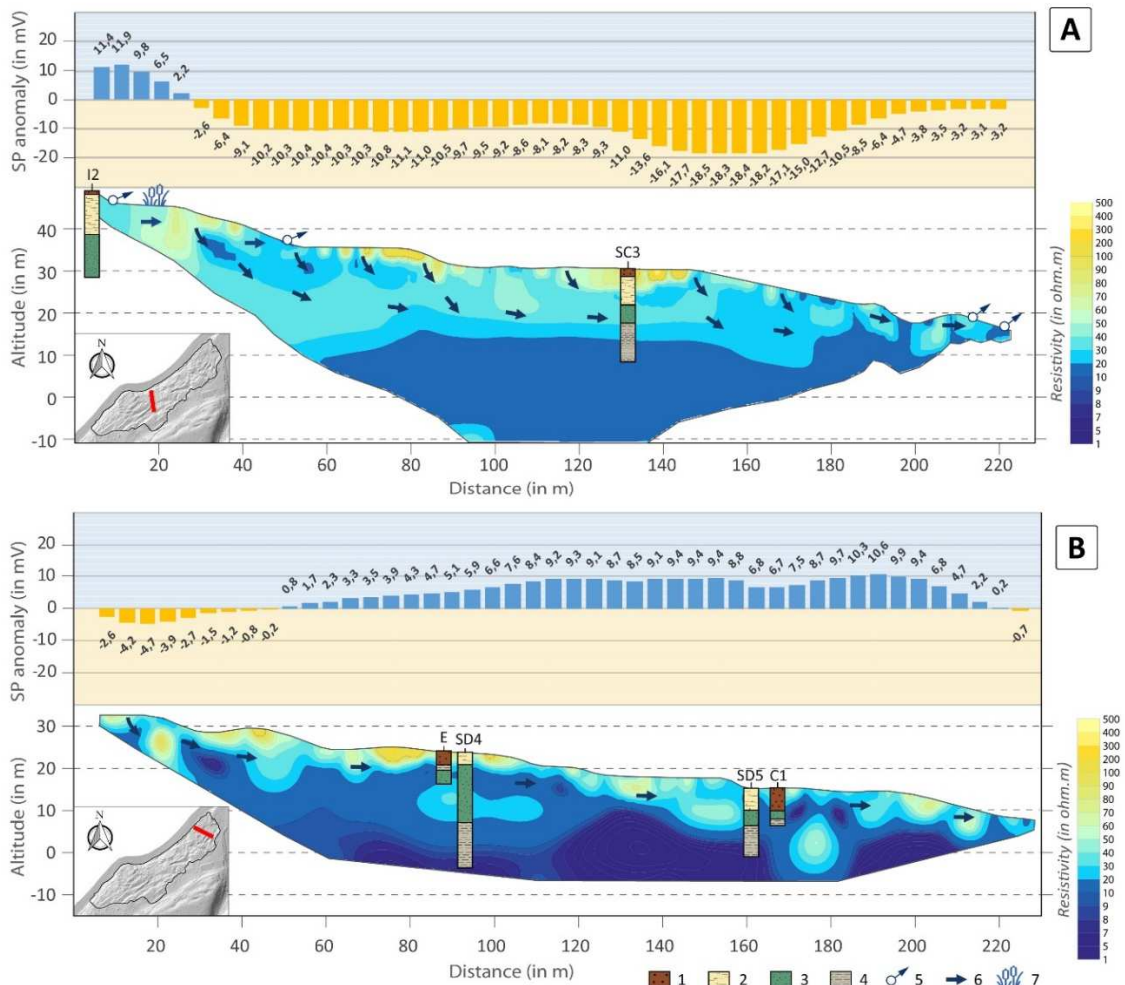 A
SP anomaly (in mV)
20
10
0
-10
-20
11,4 11,9 9,8 6,5 2,2 -2,6 -6,4 -9,1 -10,2 -10,3 -10,4 -10,4 -10,3 -10,3 -10,8 -11,1 -11,0 -10,5 -9,7 -9,5 -9,2 -8,6 -8,1 -8,2 -8,3 -9,3 -11,0 -13,6 -16,1 -17,7 -18,5 -18,3 -18,4 -18,2 -17,1 -15,0 -12,7 -10,5 -8,5 -6,4 -4,7 -3,8 -3,5 -3,2 -3,1 -3,2
I2
SC3
Altitude (in m)
40
30
20
10
0
-10
N
20 40 60 80 100 120 140 160 180 200 220
Distance (in m)
Resistivity (in ohm.m)
500
400
300
200
100
90
80
70
60
50
40
30
20
10
9
8
7
5
1
B
SP anomaly (in mV)
20
10
0
-10
-20
-2,6 -4,2 -4,7 -3,9 -2,7 -1,5 -1,2 -0,8 -0,2 0,8 1,7 2,3 3,3 3,5 3,9 4,3 4,7 5,1 5,9 6,6 7,6 8,4 9,2 9,3 9,1 8,7 8,5 9,1 9,4 9,4 9,4 8,8 6,8 6,7 7,5 8,7 9,7 10,3 10,6 9,9 9,4 6,8 4,7 2,2 0,2 -0,7
E SD4 SD5 C1
Altitude (in m)
30
20
10
0
-10
N
20 40 60 80 100 120 140 160 180 200 220
Distance (in m)
Resistivity (in ohm.m)
500
400
300
200
100
90
80
70
60
50
40
30
20
10
9
8
7
5
1
1 2 3 4 5 6 7